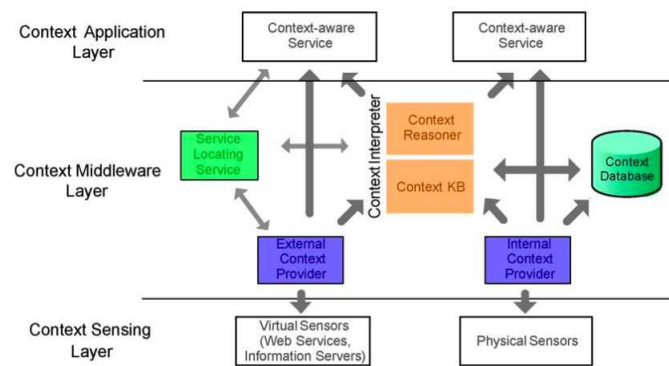 Context Application
Layer
Context-aware
Service
Context-aware
Service
Context Middleware
Layer
Service
Locating
Service
Context Interpreter
Context
Reasoner
Context KB
Context
Database
External
Context
Provider
Internal
Context
Provider
Context Sensing
Layer
Virtual Sensors
(Web Services,
Information Servers)
Physical Sensors